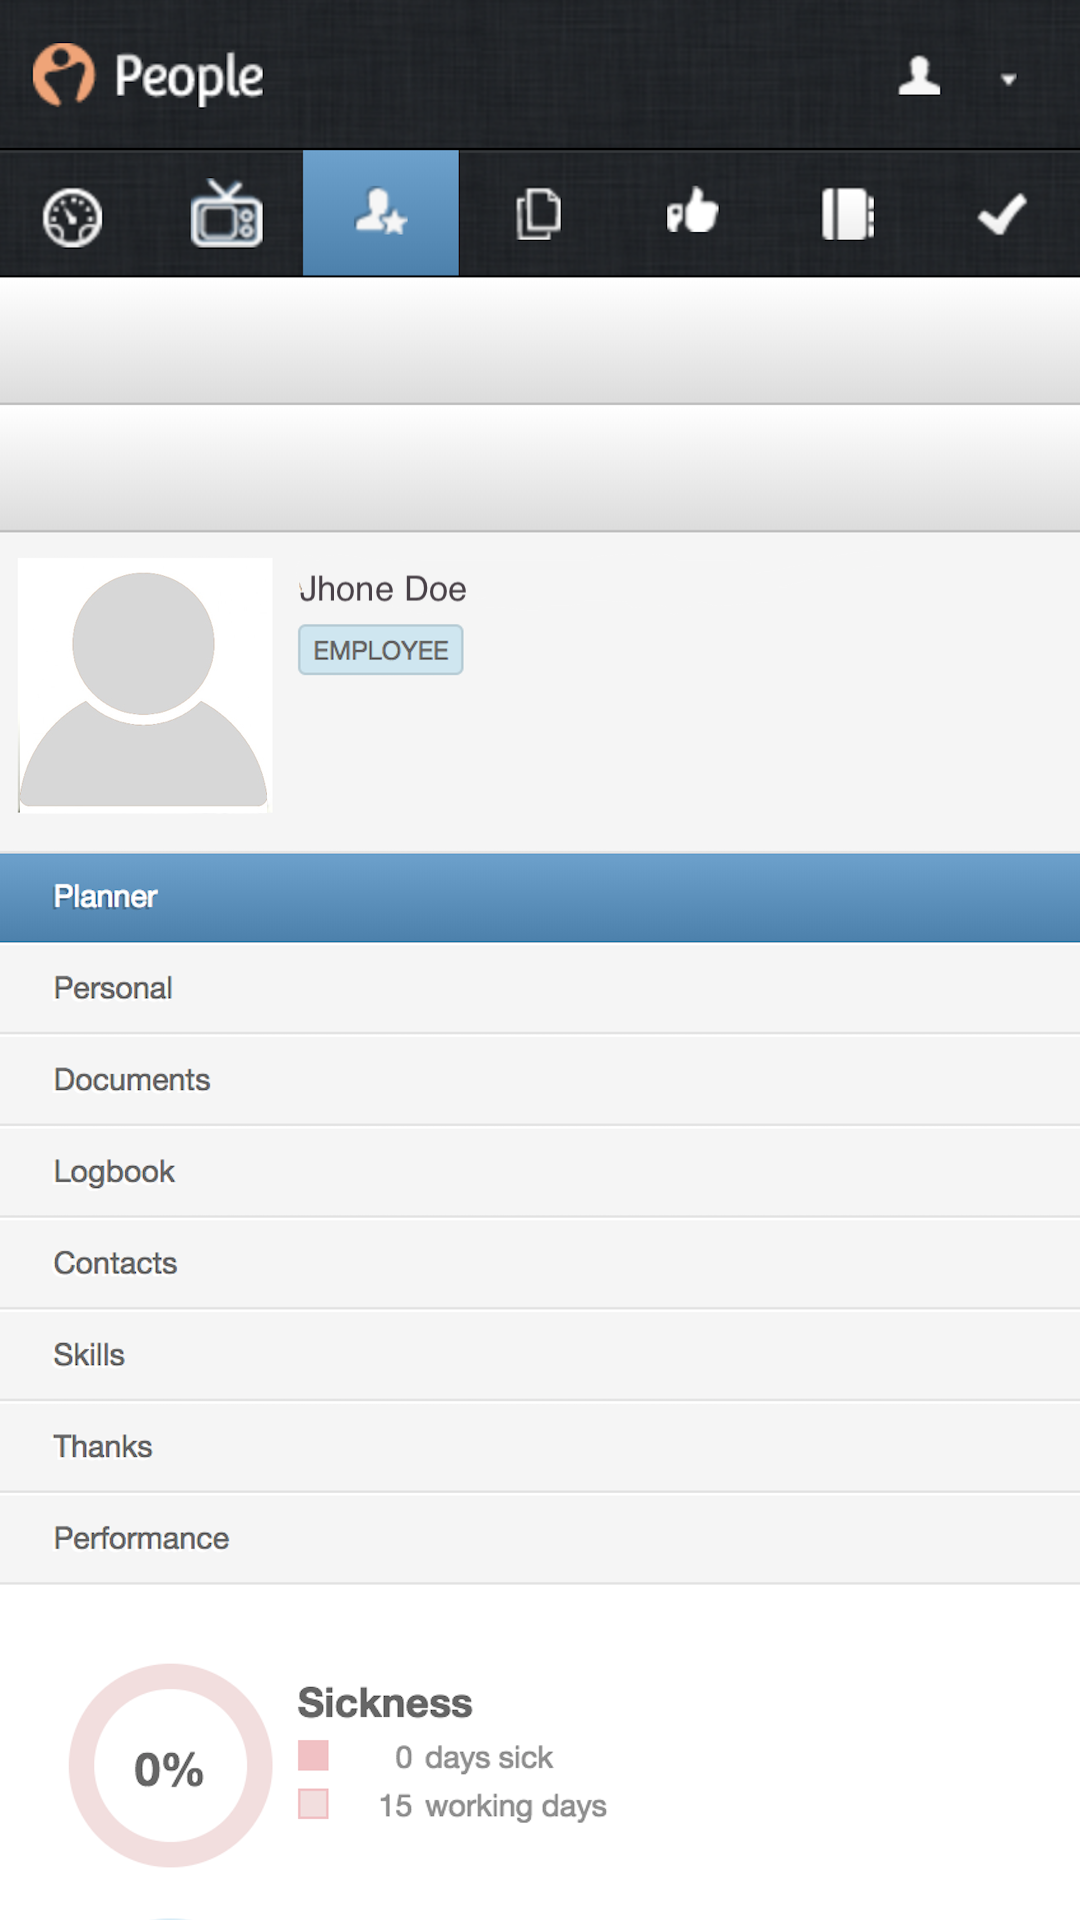 People
Jhone Doe
EMPLOYEE
Planner
Personal
Documents
Logbook
Contacts
Skills
Thanks
Performance
Sickness
0%
0 days sick
15 working days